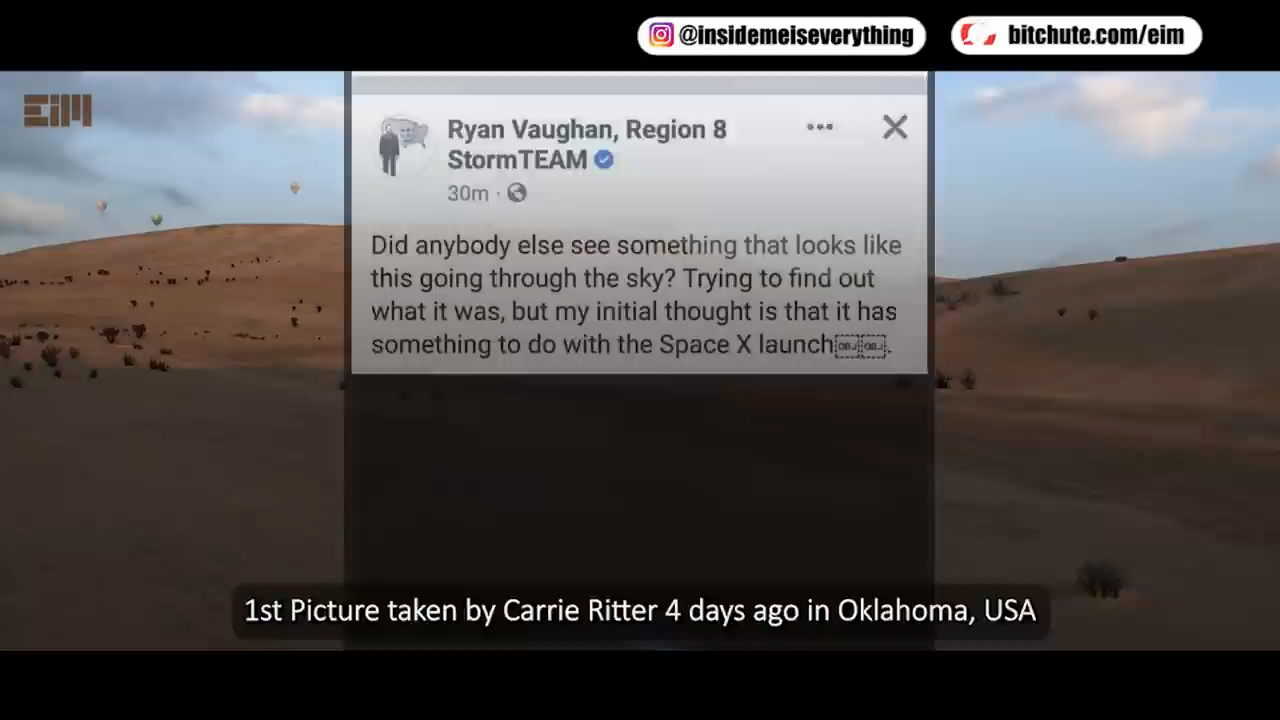 @insidemeiseverything
bitchute.com/eim
EiM
Ryan Vaughan, Region 8
StormTEAM
30m ·
Did anybody else see something that looks like
this going through the sky? Trying to find out
what it was, but my initial thought is that it has
something to do with the Space X launch￼￼.
1st Picture taken by Carrie Ritter 4 days ago in Oklahoma, USA